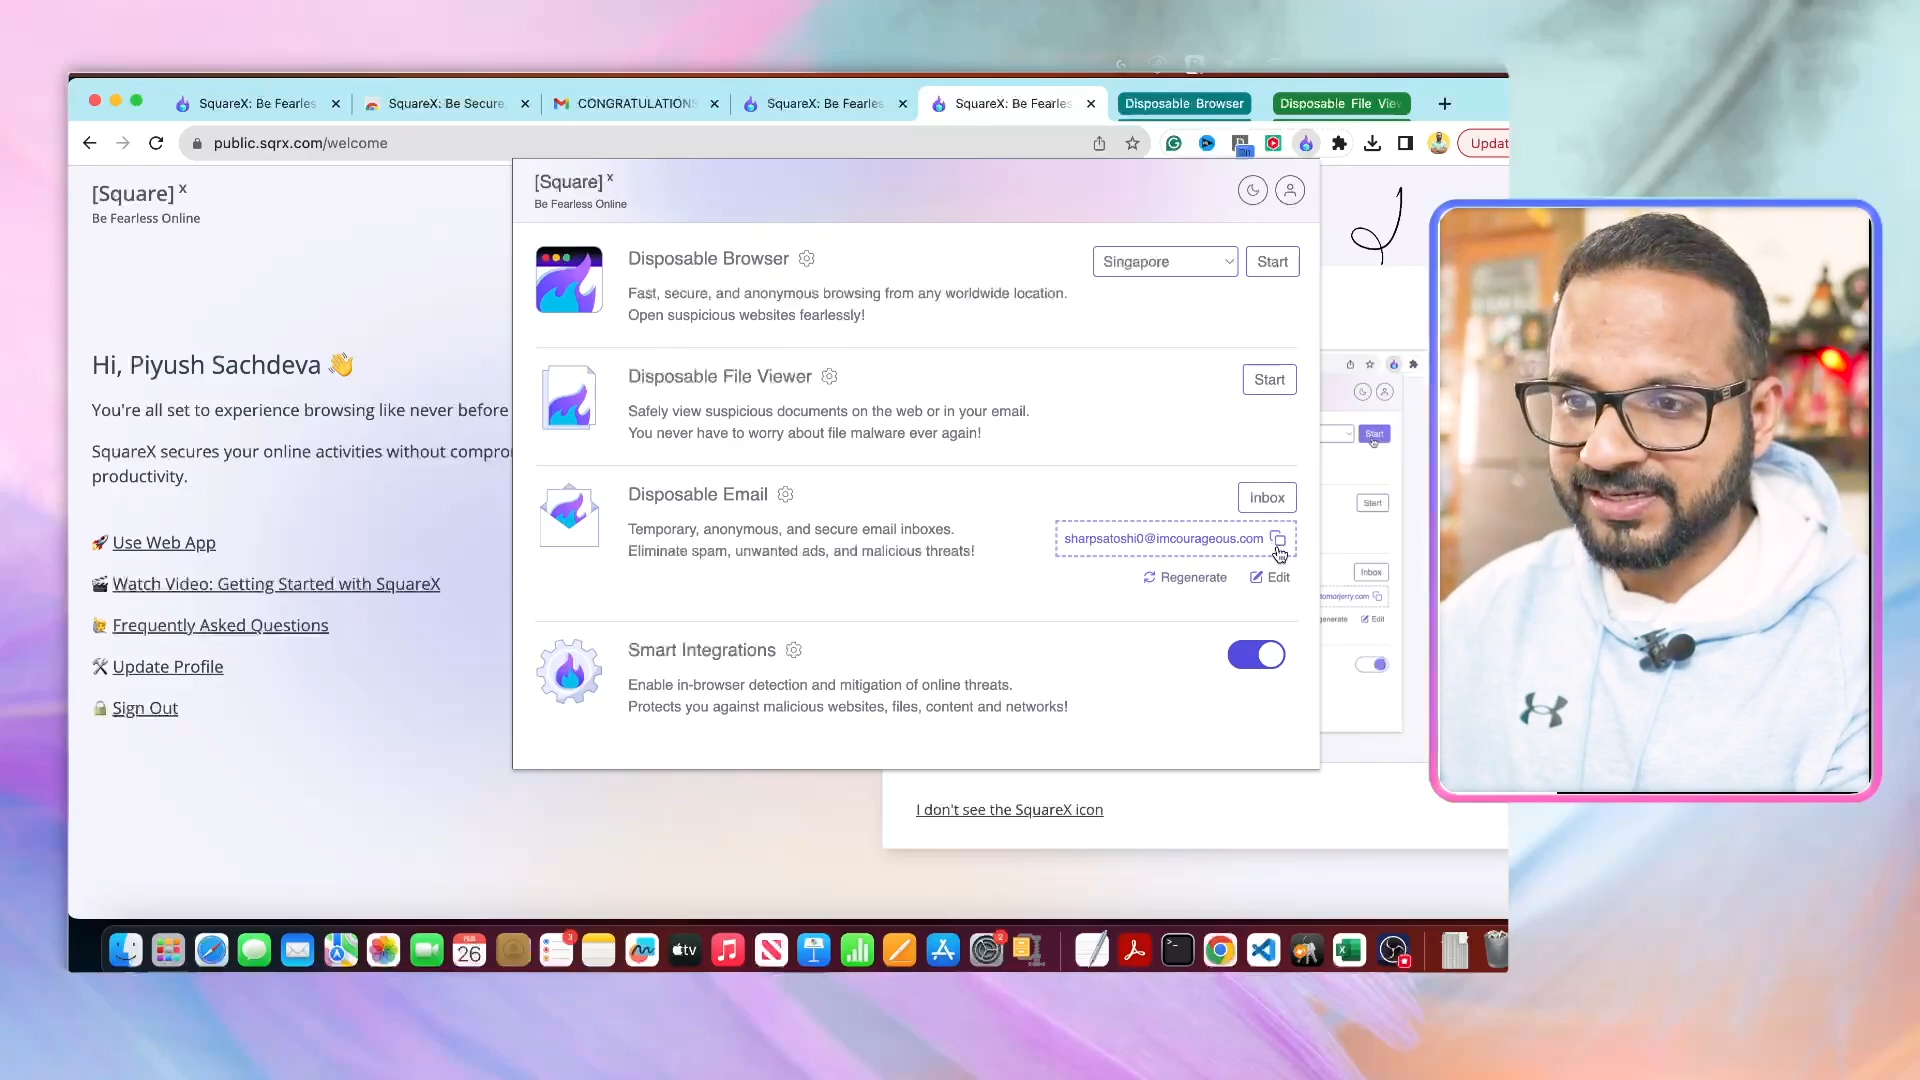 SquareX: Be Fearles
SquareX: Be Secure,
CONGRATULATIONS
SquareX: Be Fearles
SquareX: Be Fearles
Disposable Browser
Disposable File Vie
public.sqrx.com/welcome
Updat
[Square] x
Be Fearless Online
Hi, Piyush Sachdeva 👋
You're all set to experience browsing like never before
SquareX secures your online activities without compro
productivity.
🚀 Use Web App
🎬 Watch Video: Getting Started with SquareX
🙋 Frequently Asked Questions
🛠 Update Profile
🔒 Sign Out
[Square] x
Be Fearless Online
Disposable Browser
Singapore
Start
Fast, secure, and anonymous browsing from any worldwide location.
Open suspicious websites fearlessly!
Disposable File Viewer
Start
Safely view suspicious documents on the web or in your email.
You never have to worry about file malware ever again!
Disposable Email
Inbox
Temporary, anonymous, and secure email inboxes.
Eliminate spam, unwanted ads, and malicious threats!
sharpsatoshi0@imcourageous.com
Regenerate
Edit
Smart Integrations
Enable in-browser detection and mitigation of online threats.
Protects you against malicious websites, files, content and networks!
Start
Start
Inbox
tomorjerry.com
generate
Edit
I don't see the SquareX icon
26
3
tv
2